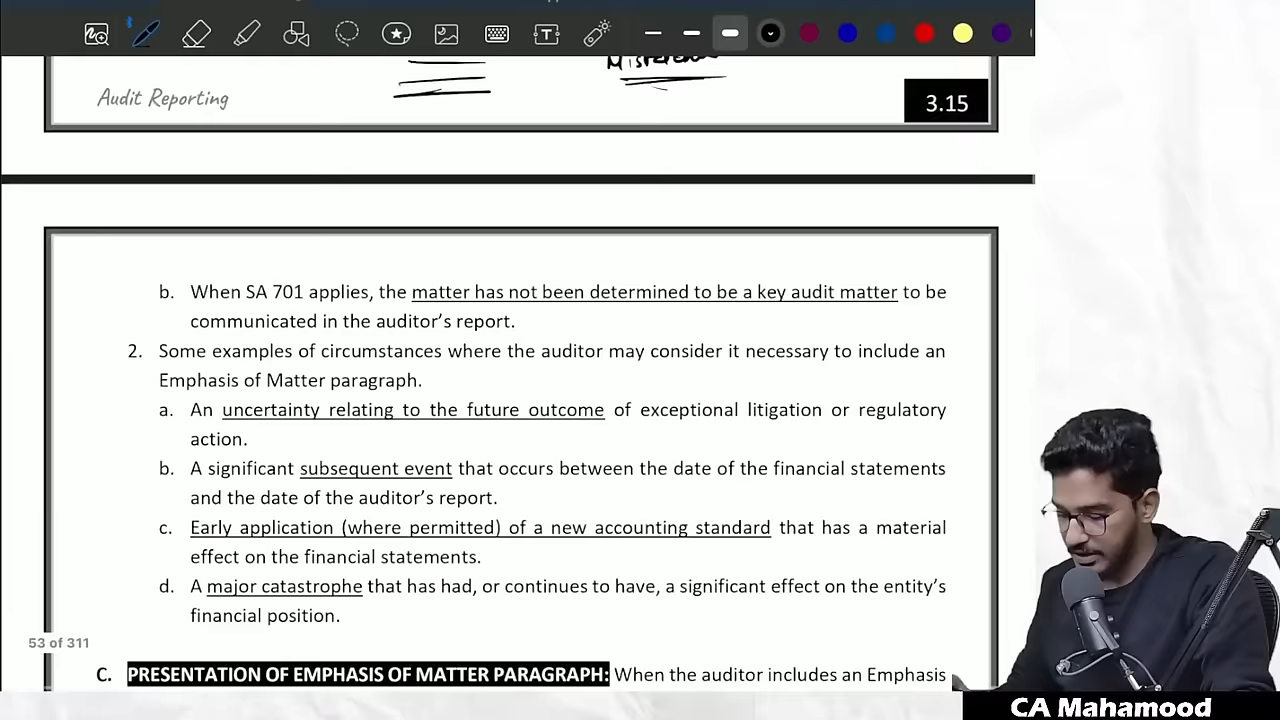 Audit Reporting
3.15
b. When SA 701 applies, the matter has not been determined to be a key audit matter to be
communicated in the auditor’s report.
2. Some examples of circumstances where the auditor may consider it necessary to include an
Emphasis of Matter paragraph.
a. An uncertainty relating to the future outcome of exceptional litigation or regulatory
action.
b. A significant subsequent event that occurs between the date of the financial statements
and the date of the auditor’s report.
c. Early application (where permitted) of a new accounting standard that has a material
effect on the financial statements.
d. A major catastrophe that has had, or continues to have, a significant effect on the entity’s
financial position.
53 of 311
C. PRESENTATION OF EMPHASIS OF MATTER PARAGRAPH: When the auditor includes an Emphasis
CA Mahamood